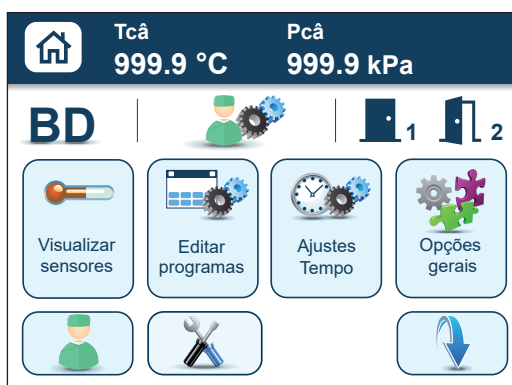 Tcâ
Pcâ
999.9 °C
999.9 kPa
BD
1
2
Visualizar
sensores
Editar
programas
Ajustes
Tempo
Opções
gerais